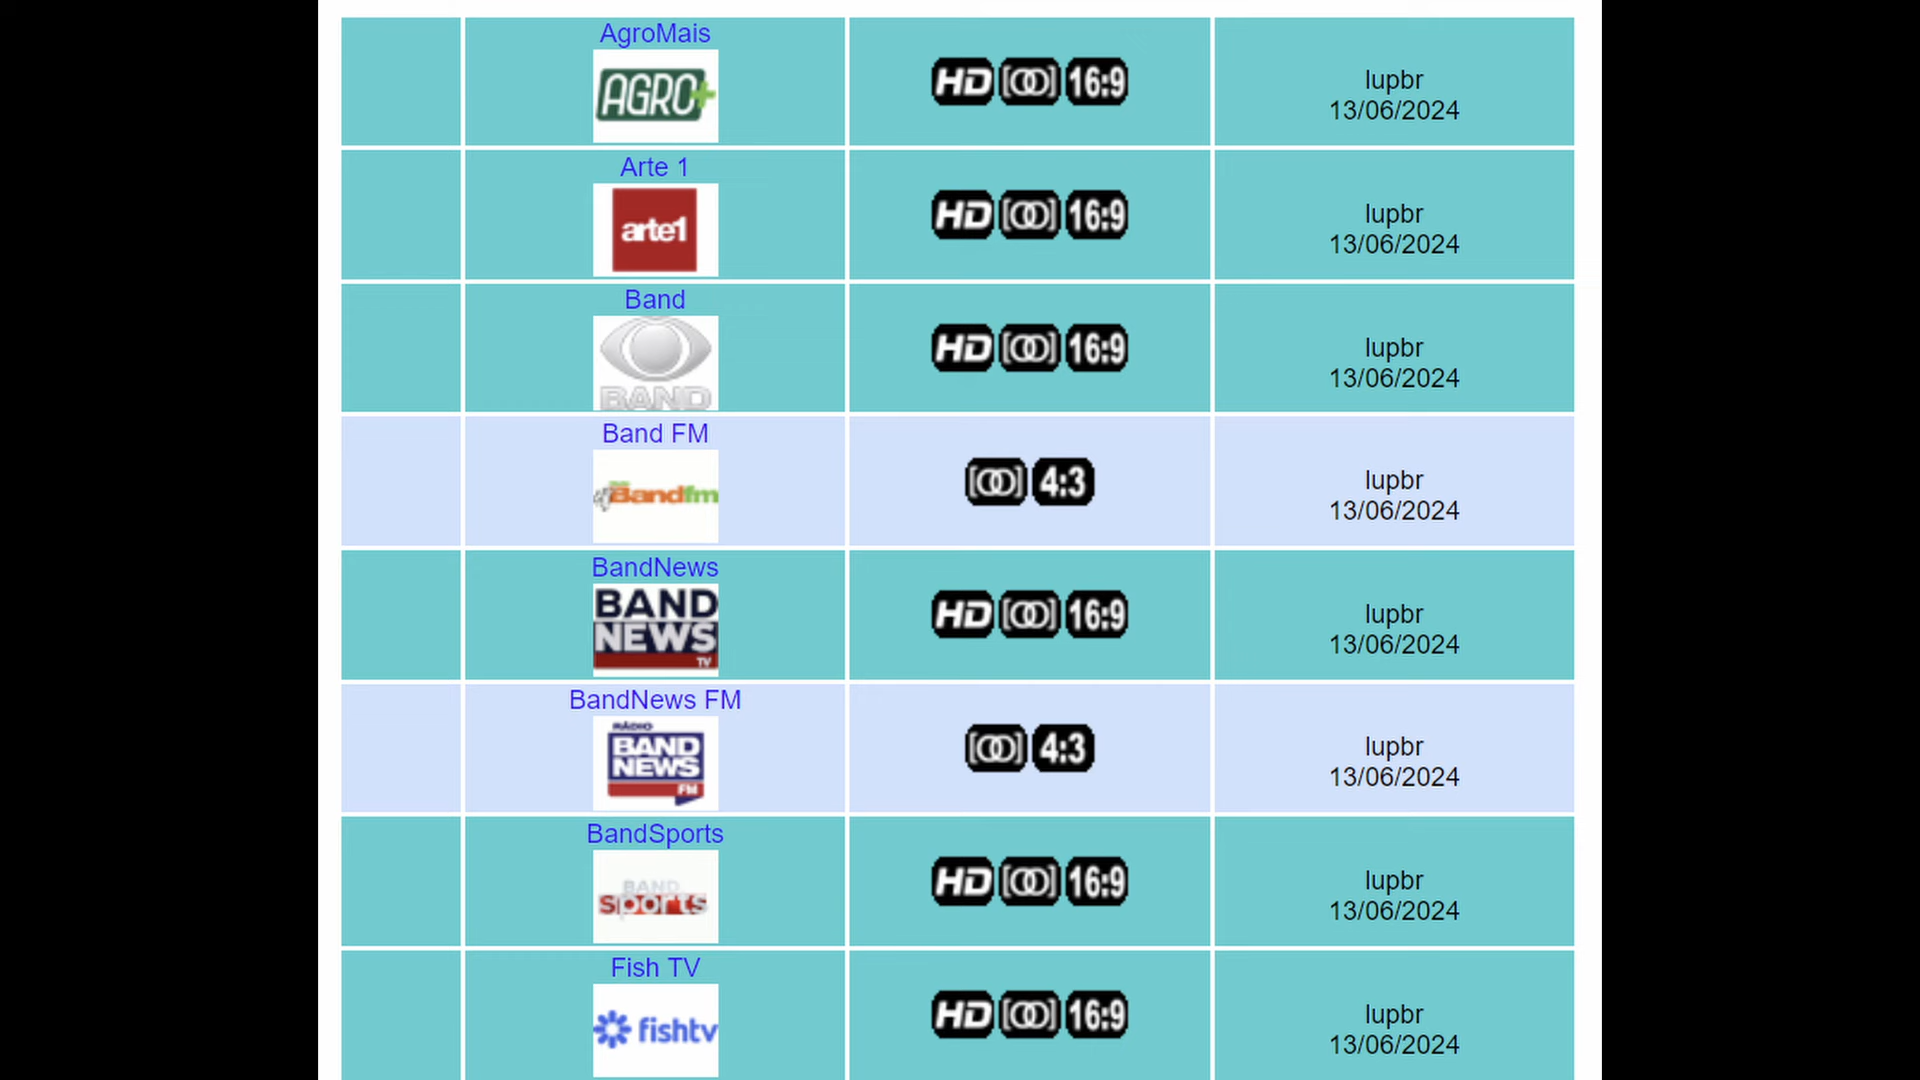 AgroMais
AGRO+
HD 16:9
lupbr
13/06/2024
Arte 1
arte1
HD 16:9
lupbr
13/06/2024
Band
BAND
HD 16:9
lupbr
13/06/2024
Band FM
Bandfm
4:3
lupbr
13/06/2024
BandNews
BAND
NEWS
TV
HD 16:9
lupbr
13/06/2024
BandNews FM
RÁDIO
BAND
NEWS
FM
4:3
lupbr
13/06/2024
BandSports
BAND
sports
HD 16:9
lupbr
13/06/2024
Fish TV
fishtv
HD 16:9
lupbr
13/06/2024